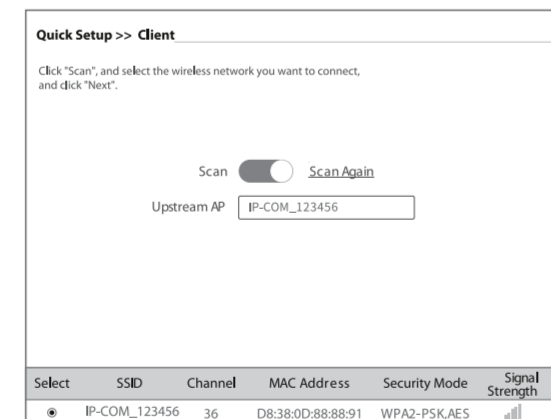 Quick Setup >> Client
Click "Scan", and select the wireless network you want to connect,
and click "Next".
Scan Scan Again
Upstream AP IP-COM_123456
Select SSID Channel MAC Address Security Mode Signal Strength
IP-COM_123456 36 D8:38:0D:88:88:91 WPA2-PSK,AES